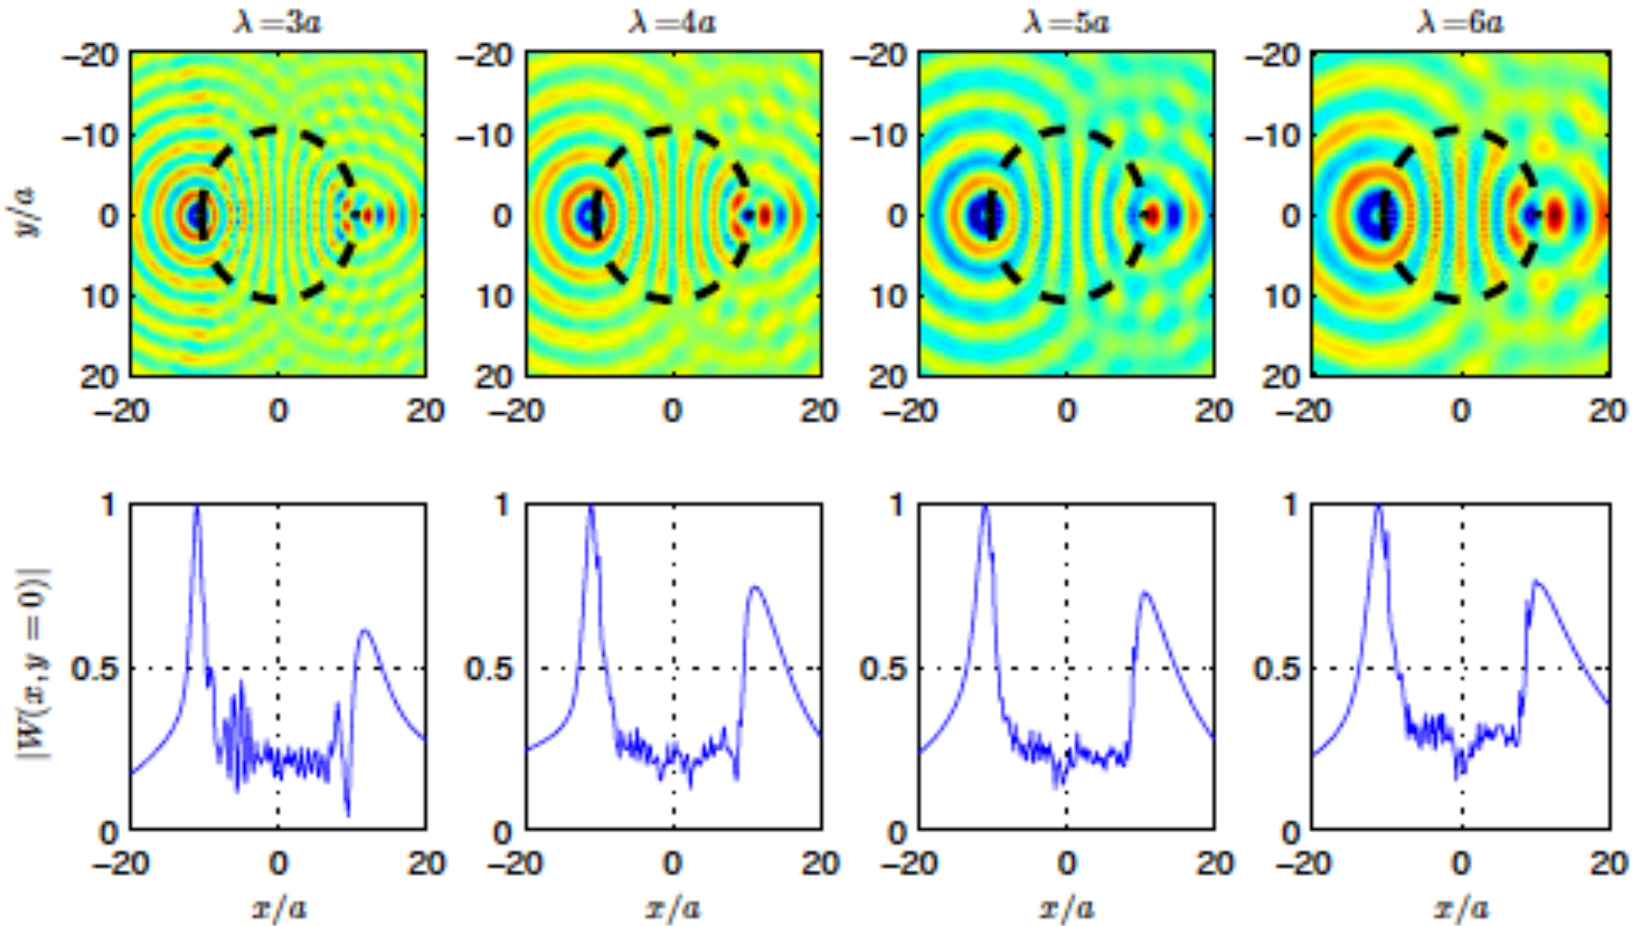 λ=3a λ=4a λ=5a λ=6a
−20 −20 −20 −20
−10 −10 −10 −10
y/a 0 0 0 0
10 10 10 10
20 20 20 20
−20 0 20 −20 0 20 −20 0 20 −20 0 20
1 1 1 1
|W(x, y = 0)| 0.5 0.5 0.5 0.5
0 0 0 0
−20 0 20 −20 0 20 −20 0 20 −20 0 20
x/a x/a x/a x/a